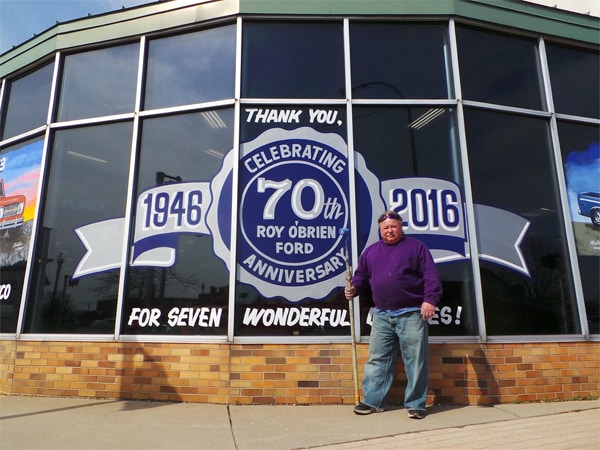 THANK YOU,
CELEBRATING
1946 70th 2016
ROY O'BRIEN
FORD
ANNIVERSARY
FOR SEVEN WONDERFUL